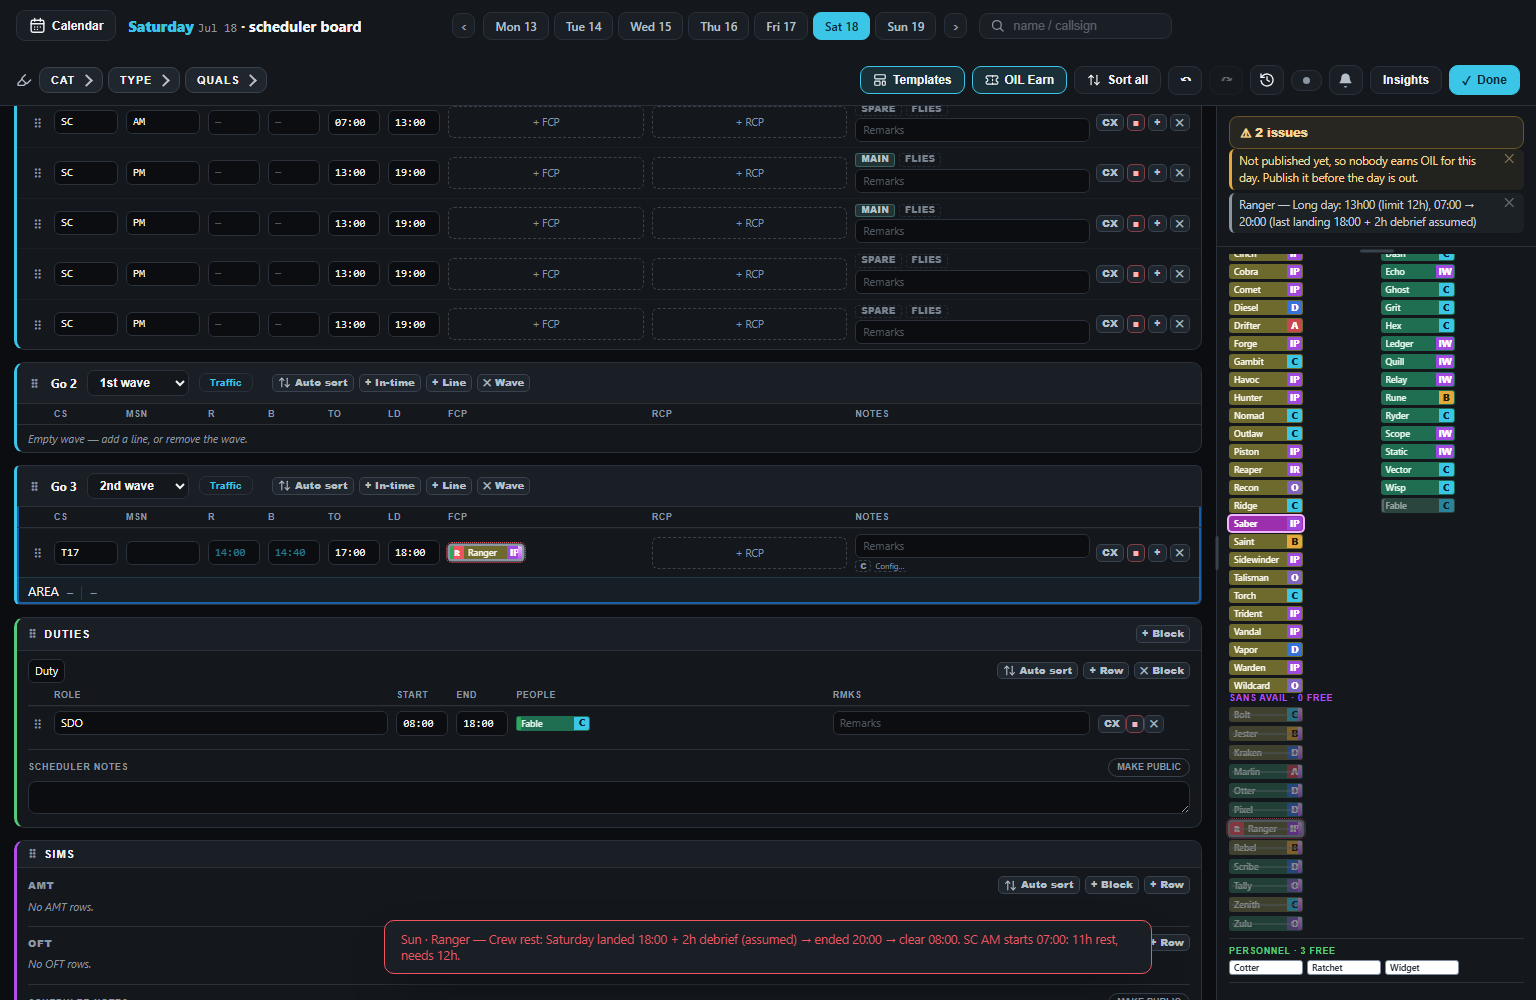 Calendar
Saturday Jul 18 · scheduler board
‹ Mon 13 Tue 14 Wed 15 Thu 16 Fri 17 Sat 18 Sun 19 ›
name / callsign
CAT TYPE QUALS
Templates OIL Earn Sort all Insights ✓ Done
SPARE FLIES
SC AM – – 07:00 13:00 + FCP + RCP Remarks CX +
MAIN FLIES
SC PM – – 13:00 19:00 + FCP + RCP Remarks CX +
MAIN FLIES
SC PM – – 13:00 19:00 + FCP + RCP Remarks CX +
SPARE FLIES
SC PM – – 13:00 19:00 + FCP + RCP Remarks CX +
SPARE FLIES
SC PM – – 13:00 19:00 + FCP + RCP Remarks CX +
Go 2 1st wave Traffic Auto sort + In-time + Line × Wave
CS MSN R B TO LD FCP RCP NOTES
Empty wave — add a line, or remove the wave.
Go 3 2nd wave Traffic Auto sort + In-time + Line × Wave
CS MSN R B TO LD FCP RCP NOTES
T17 14:00 14:40 17:00 18:00 R Ranger IP + RCP Remarks CX +
C Config...
AREA – –
DUTIES + Block
Duty Auto sort + Row × Block
ROLE START END PEOPLE RMKS
SDO 08:00 18:00 Fable C Remarks CX
SCHEDULER NOTES MAKE PUBLIC
SIMS
AMT Auto sort + Block + Row
No AMT rows.
OFT + Row
No OFT rows.
Sun · Ranger — Crew rest: Saturday landed 18:00 + 2h debrief (assumed) → ended 20:00 → clear 08:00. SC AM starts 07:00: 11h rest,
needs 12h.
SCHEDULER NOTES MAKE PUBLIC
⚠ 2 issues
Not published yet, so nobody earns OIL for this
day. Publish it before the day is out.
Ranger — Long day: 13h00 (limit 12h), 07:00 →
20:00 (last landing 18:00 + 2h debrief assumed)
Cinch IP
Cobra IP
Comet IP
Diesel D
Drifter A
Forge IP
Gambit C
Havoc IP
Hunter IP
Nomad C
Outlaw C
Piston IP
Reaper IR
Recon O
Ridge C
Saber IP
Saint B
Sidewinder IP
Talisman O
Torch C
Trident IP
Vandal IP
Vapor D
Warden IP
Wildcard O
Dash C
Echo IW
Ghost C
Grit C
Hex C
Ledger IW
Quill IW
Relay IW
Rune B
Ryder C
Scope IW
Static IW
Vector C
Wisp C
Fable C
SANS AVAIL · 0 FREE
Bolt C
Jester B
Kraken D
Marlin A
Otter D
Pixel D
R Ranger IP
Rebel B
Scribe D
Tally O
Zenith C
Zulu O
PERSONNEL · 3 FREE
Cotter Ratchet Widget